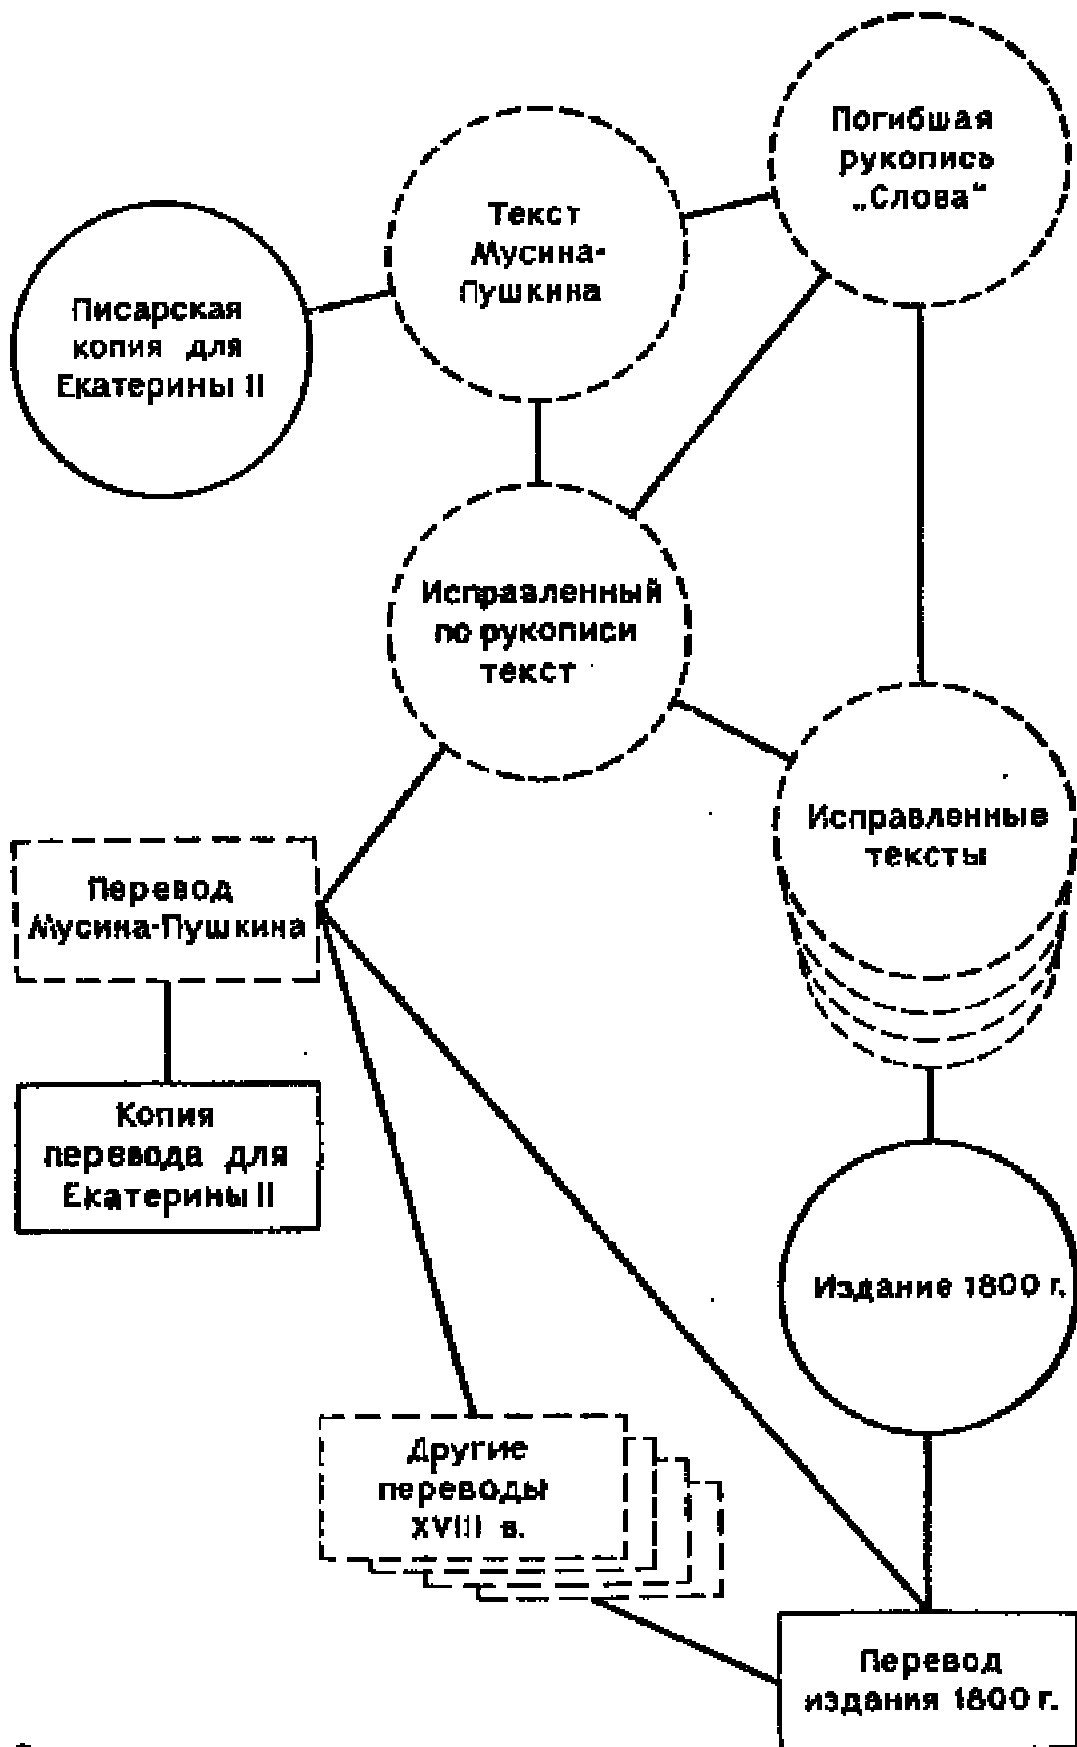 Погибшая
рукопись
„Слова“
Текст
Мусина-
Пушкина
Писарская
копия для
Екатерины II
Исправленный
по рукописи
текст
Исправленные
тексты
Перевод
Мусина-Пушкина
Копия
перевода для
Екатерины II
Издание 1800 г.
Другие
переводы
XVIII в.
Перевод
издания 1800 г.